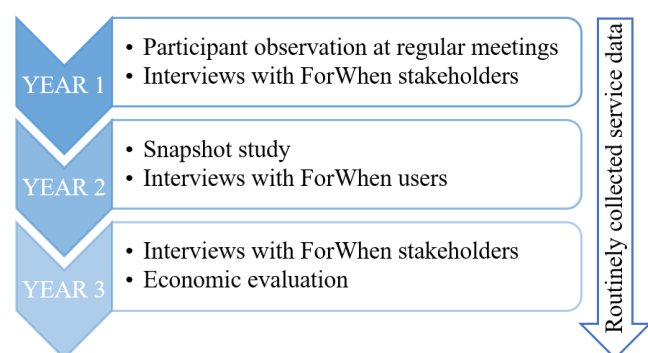 YEAR 1
• Participant observation at regular meetings
• Interviews with ForWhen stakeholders
YEAR 2
• Snapshot study
• Interviews with ForWhen users
YEAR 3
• Interviews with ForWhen stakeholders
• Economic evaluation
Routinely collected service data